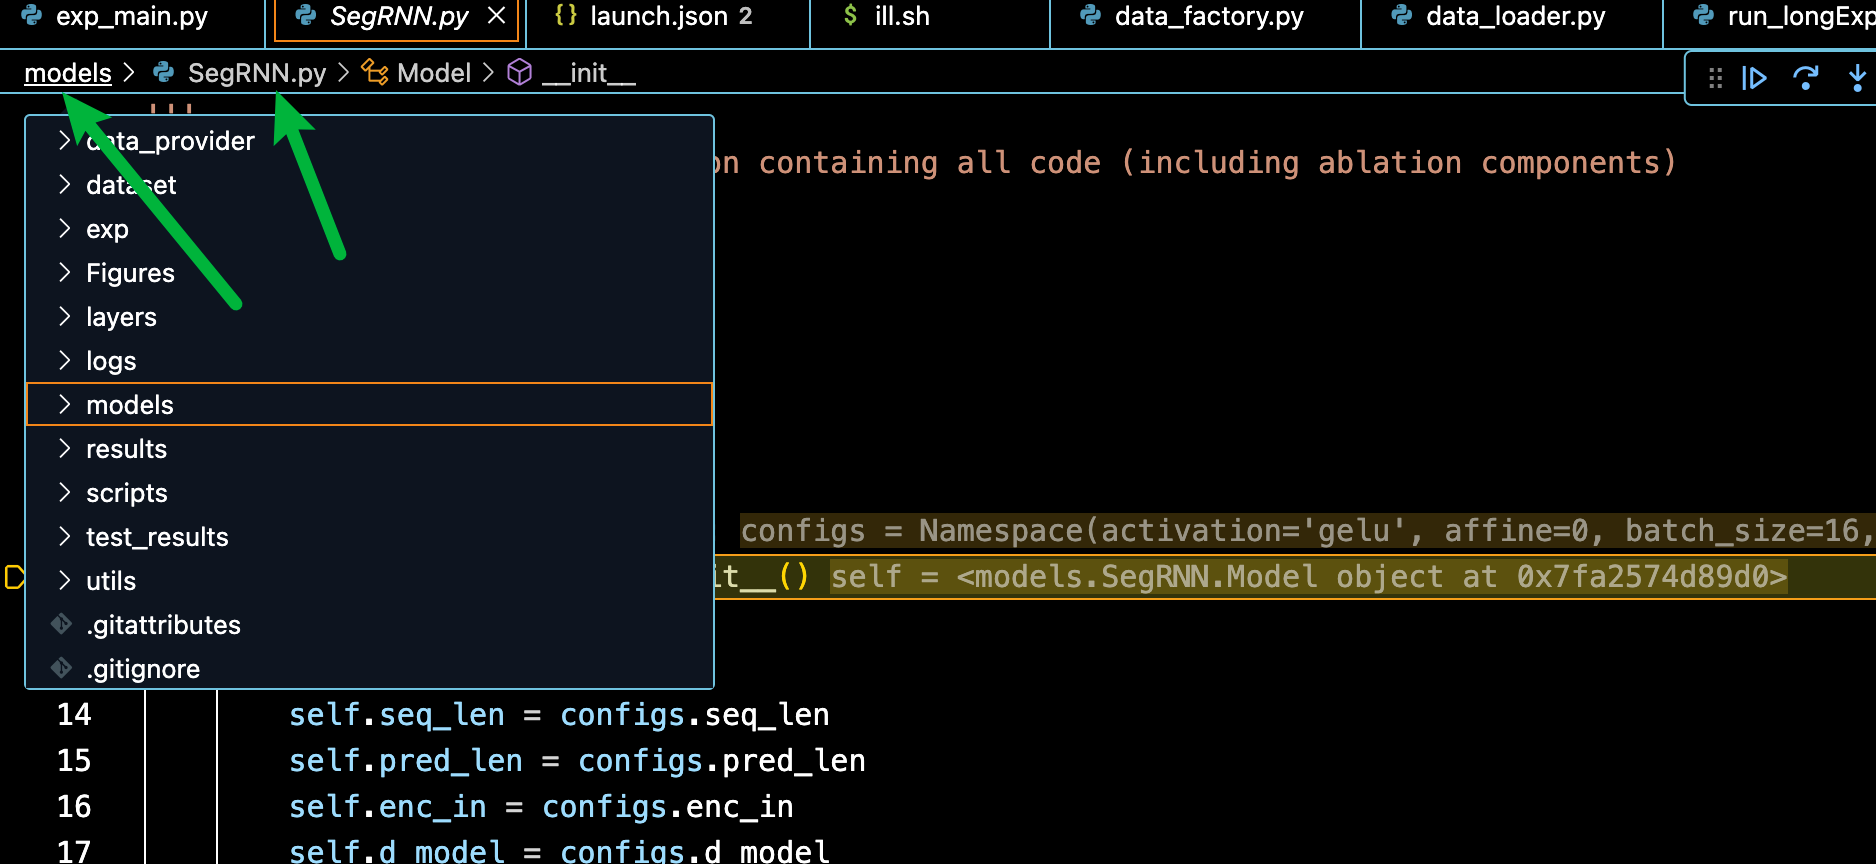 exp_main.py SegRNN.py launch.json 2 $ ill.sh data_factory.py data_loader.py run_longExp
models > SegRNN.py > Model > __init__
'''
on containing all code (including ablation components)
data_provider
dataset
exp
Figures
layers
logs
models
results
scripts
configs = Namespace(activation='gelu', affine=0, batch_size=16,
test_results
it__() self = <models.SegRNN.Model object at 0x7fa2574d89d0>
utils
.gitattributes
.gitignore
14 self.seq_len = configs.seq_len
15 self.pred_len = configs.pred_len
16 self.enc_in = configs.enc_in
17 self.d_model = configs.d_model